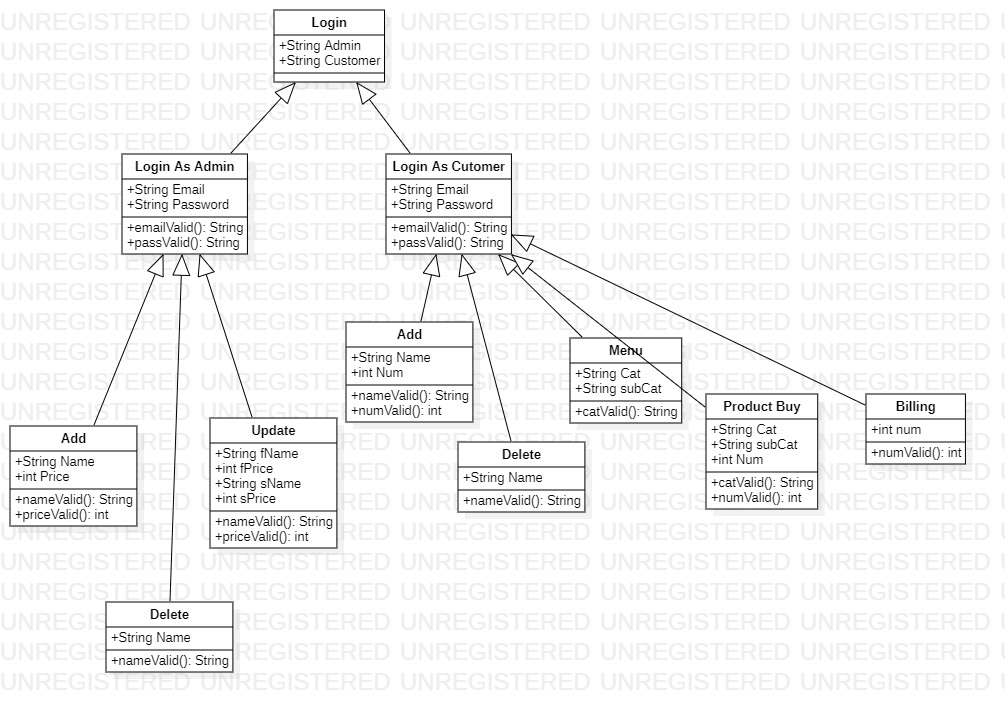 Login
+String Admin
+String Customer
Login As Admin
+String Email
+String Password
+emailValid(): String
+passValid(): String
Login As Cutomer
+String Email
+String Password
+emailValid(): String
+passValid(): String
Add
+String Name
+int Num
+nameValid(): String
+numValid(): int
Menu
+String Cat
+String subCat
+catValid(): String
Product Buy
+String Cat
+String subCat
+int Num
+catValid(): String
+numValid(): int
Billing
+int num
+numValid(): int
Add
+String Name
+int Price
+nameValid(): String
+priceValid(): int
Update
+String fName
+int fPrice
+String sName
+int sPrice
+nameValid(): String
+priceValid(): int
Delete
+String Name
+nameValid(): String
Delete
+String Name
+nameValid(): String
UNREGISTERED